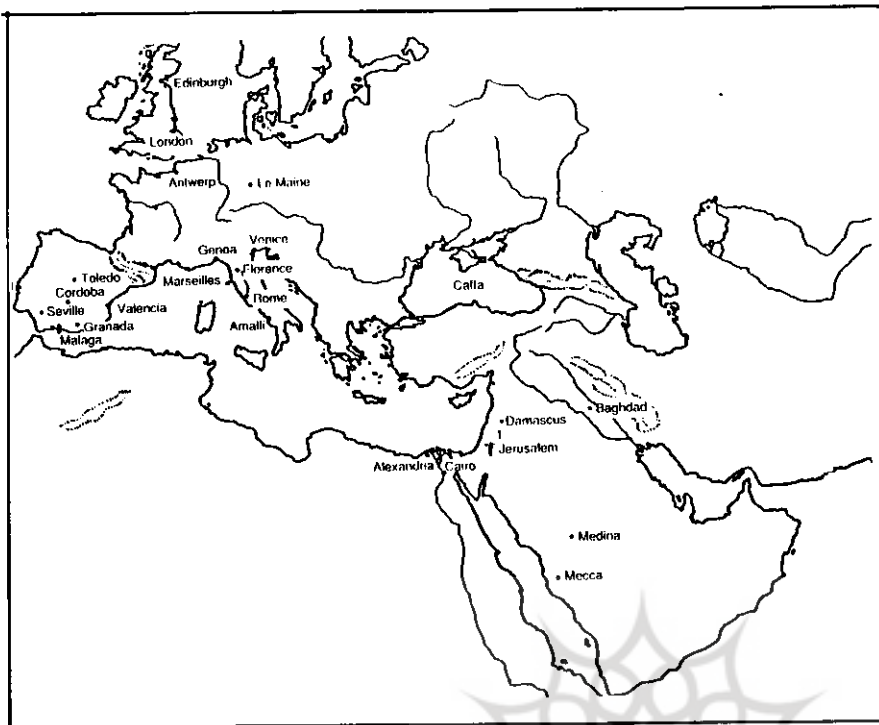 Edinburgh
London
Antwerp
Le Maine
Genoa
Venice
Toledo
Marseilles
Florence
Cordoba
Caffa
Seville
Valencia
Rome
Granada
Amalfi
Malaga
Baghdad
Damascus
Jerusalem
Alexandria
Cairo
Medina
Mecca